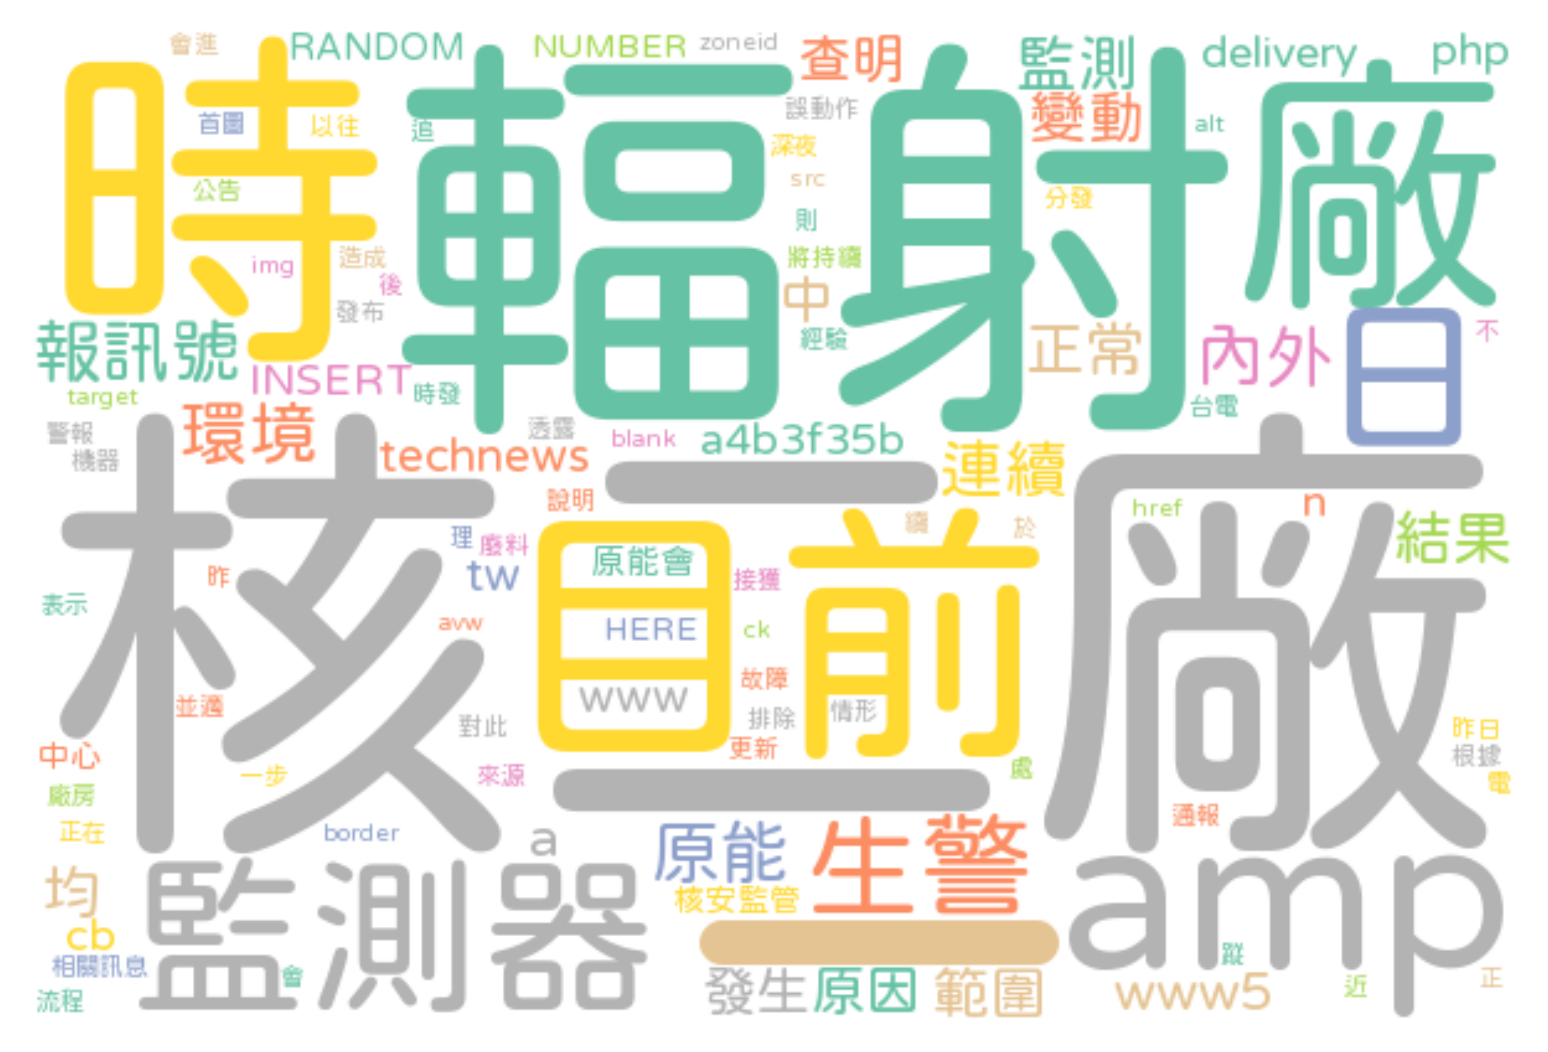 會進
RANDOM
NUMBER
zoneid
查明
監測
delivery
php
時
輻射
廠
首圖
以往
追
誤動作
變動
alt
深夜
src
公告
分發
則
img
造成
後
發布
將持續
中
經驗
正常
內外
日
不
報訊號
INSERT
時發
target
台電
警報
機器
環境
technews
透露
blank
a4b3f35b
連續
核二廠
說明
續
於
href
n
結果
理
廢料
tw
目前
原能會
接獲
昨
表示
avw
HERE
ck
www
故障
情形
並適
對此
排除
更新
昨日
根據
中心
一步
來源
處
電
廠房
正在
border
通報
a
原能
生警
amp
均
監測器
核安監管
cb
相關訊息
會
一
蹤
流程
發生
原因
範圍
www5
近
正